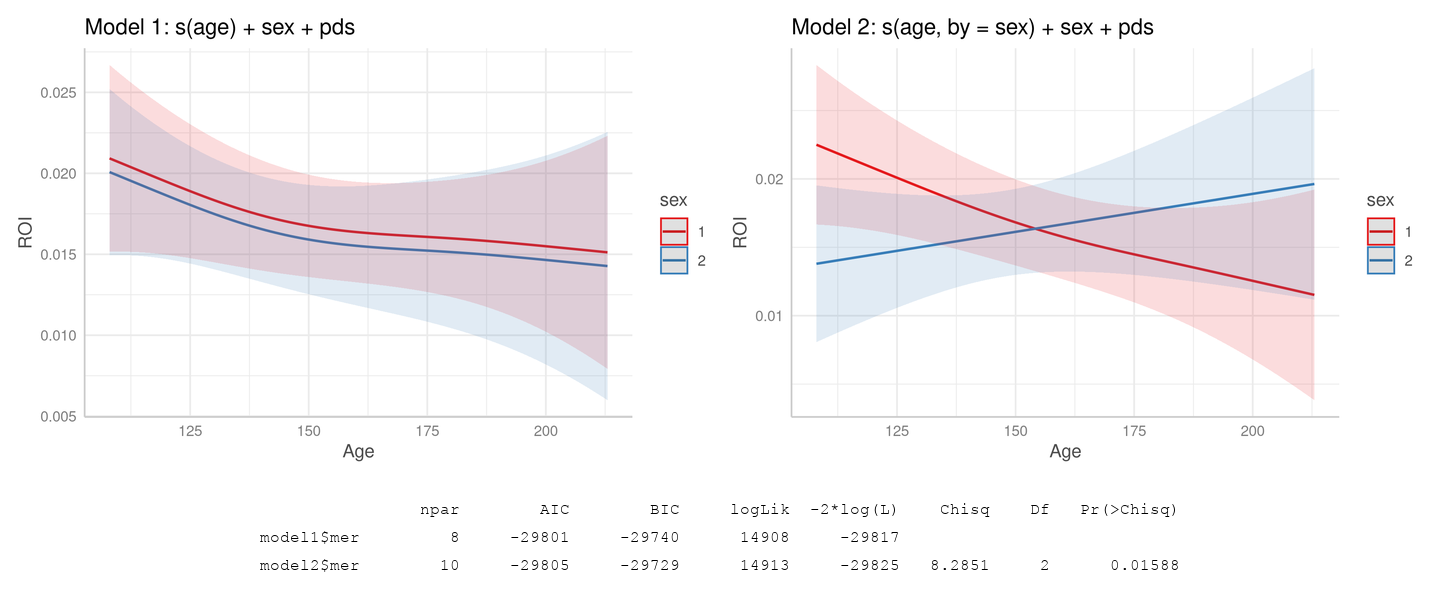 Model 1: s(age) + sex + pds
0.025
0.020
0.015
0.010
0.005
ROI
125 150 175 200
Age
sex
1
2
Model 2: s(age, by = sex) + sex + pds
0.02
0.01
ROI
125 150 175 200
Age
sex
1
2
npar AIC BIC logLik -2*log(L) Chisq Df Pr(>Chisq)
model1$mer 8 -29801 -29740 14908 -29817
model2$mer 10 -29805 -29729 14913 -29825 8.2851 2 0.01588